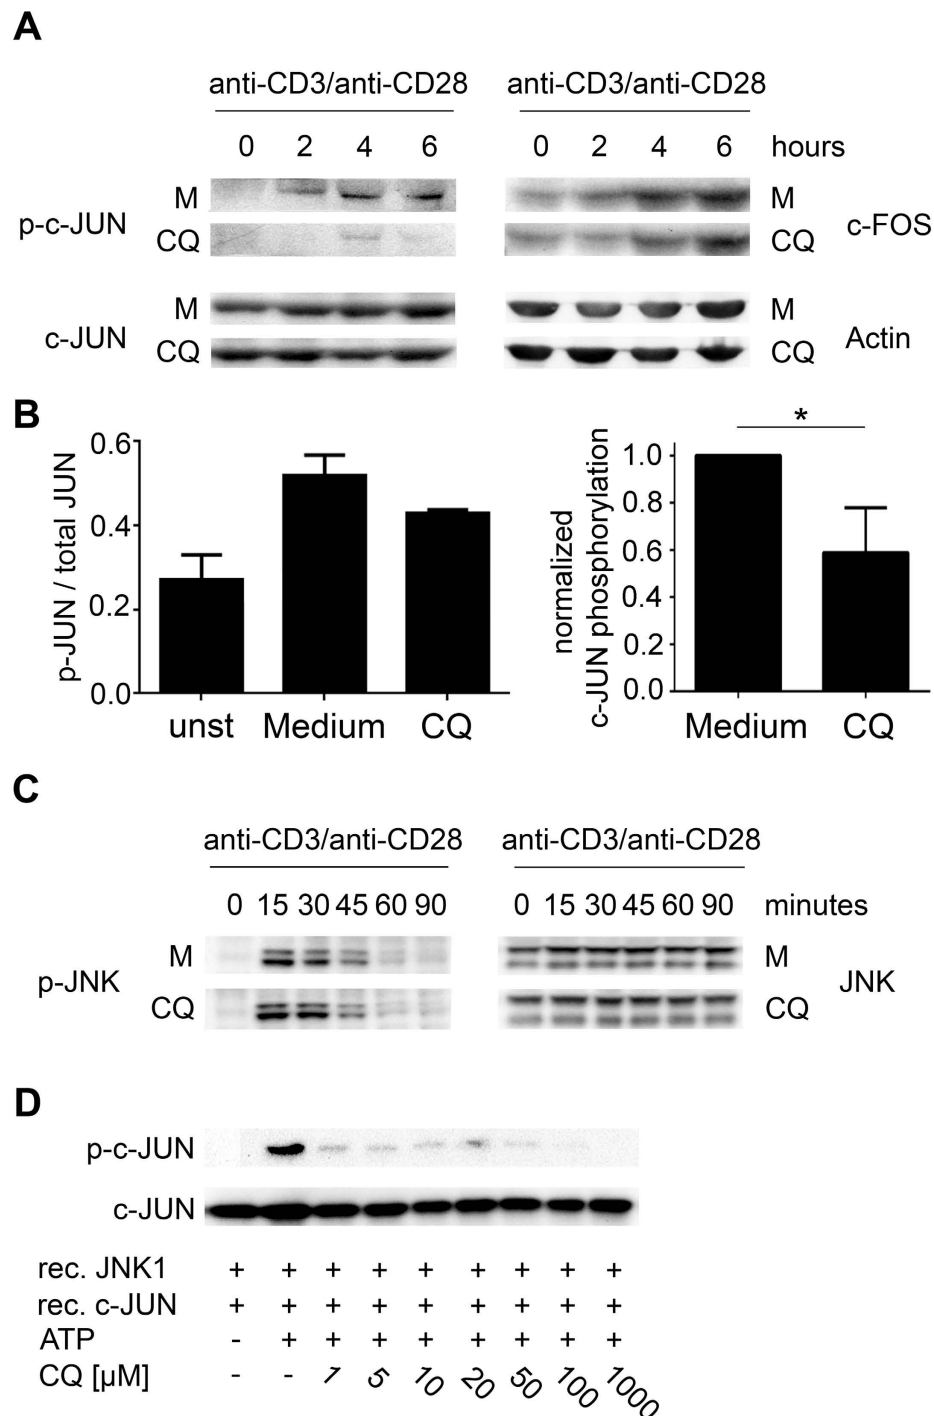 A
anti-CD3/anti-CD28 anti-CD3/anti-CD28
0 2 4 6 0 2 4 6 hours
p-c-JUN M M c-FOS
CQ CQ
c-JUN M M Actin
CQ CQ
B
p-JUN / total JUN
0.6
0.4
0.2
0.0
unst Medium CQ
*
normalized
c-JUN phosphorylation
1.0
0.8
0.6
0.4
0.2
0.0
Medium CQ
C
anti-CD3/anti-CD28 anti-CD3/anti-CD28
0 15 30 45 60 90 0 15 30 45 60 90 minutes
p-JNK M M JNK
CQ CQ
D
p-c-JUN
c-JUN
rec. JNK1 + + + + + + + + +
rec. c-JUN + + + + + + + + +
ATP - + + + + + + + +
CQ [µM] - - 1 5 10 20 50 100 1000